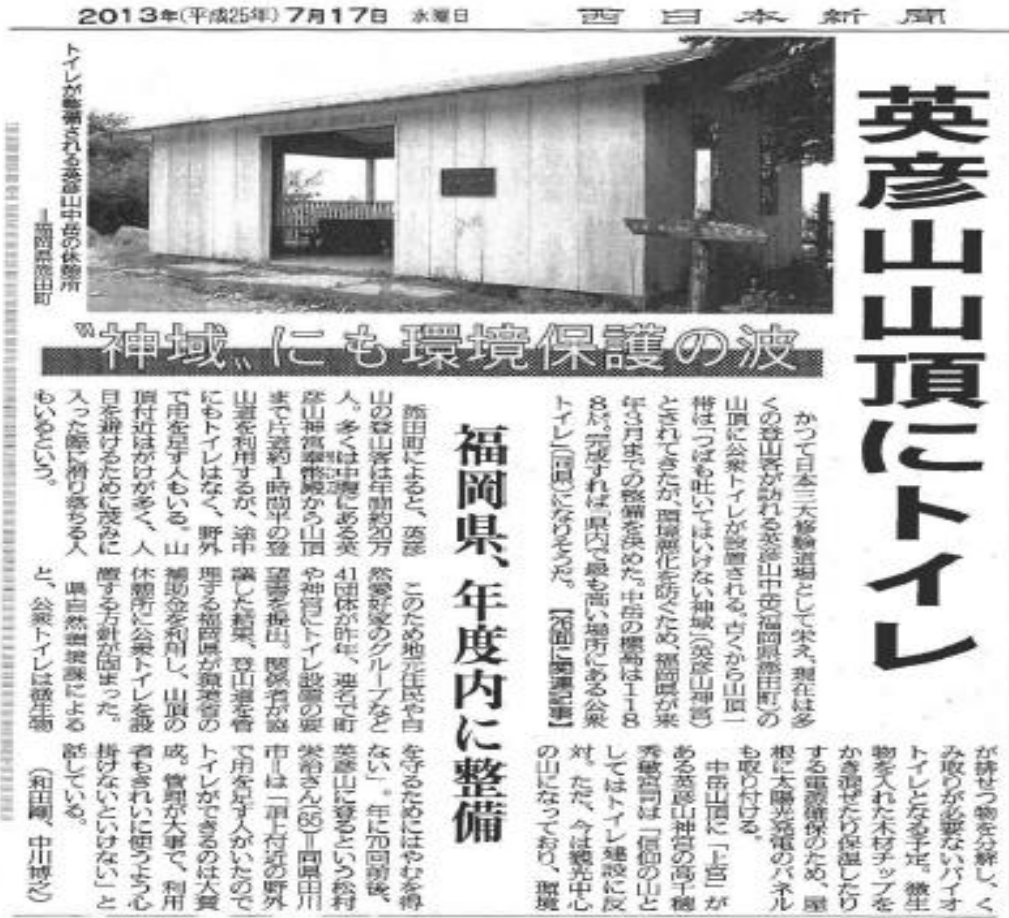 2013年(平成25年)7月17日 水曜日 西日本新聞
英彦山山頂にトイレ
〝神域〟にも環境保護の波
福岡県、年度内に整備
トイレが整備される英彦山中岳の休憩所
＝福岡県添田町
かつて日本三大修験道場として栄え、現在は多
くの登山客が訪れる英彦山中岳(福岡県添田町)の
山頂に公衆トイレが設置される。古くから山頂一
帯は「つばも吐いてはいけない神域」(英彦山神宮)
とされてきたが、環境悪化を防ぐため、福岡県が来
年3月までの整備を決めた。中岳の標高は118
8㍍。完成すれば「県内で最も高い場所にある公衆
トイレ」(同県)になりそうだ。【26面に関連記事】
添田町によると、英彦
山の登山客は年間約20万
人。多くは中腹にある英
彦山神宮奉幣殿から山頂
まで片道約1時間半の登
山道を利用するが、途中
にもトイレはなく、野外
で用を足す人もいる。山
頂付近はがけが多く、人
目を避けるために茂みに
入った際に滑り落ちる人
もいるという。
このため地元住民や自
然愛好家のグループなど
41団体が昨年、連名で町
や神宮にトイレ設置の要
望書を提出。関係者が協
議した結果、登山道を管
理する福岡県が環境省の
補助金を利用し、山頂の
休憩所に公衆トイレを設
置する方針が固まった。
県自然環境課による
と、公衆トイレは微生物
が排せつ物を分解し、く
み取りが必要ないバイオ
トイレとなる予定。微生
物を入れた木材チップを
かき混ぜたり保温したり
する電源確保のため、屋
根に太陽光発電のパネル
も取り付ける。
中岳山頂に「上宮」が
ある英彦山神宮の高千穂
秀敏宮司は「信仰の山と
してはトイレ建設に反
対。ただ、今は観光中心
の山になっており、環境
を守るためにはやむを得
ない」。年に70回前後、
英彦山に登るという松村
栄治さん(65)＝同県田川
市＝は「頂上付近の野外
で用を足す人がいたので
トイレができるのは大賛
成。管理が大事で、利用
者もきれいに使うよう心
掛けないといけない」と
話している。
(和田剛、中川博之)